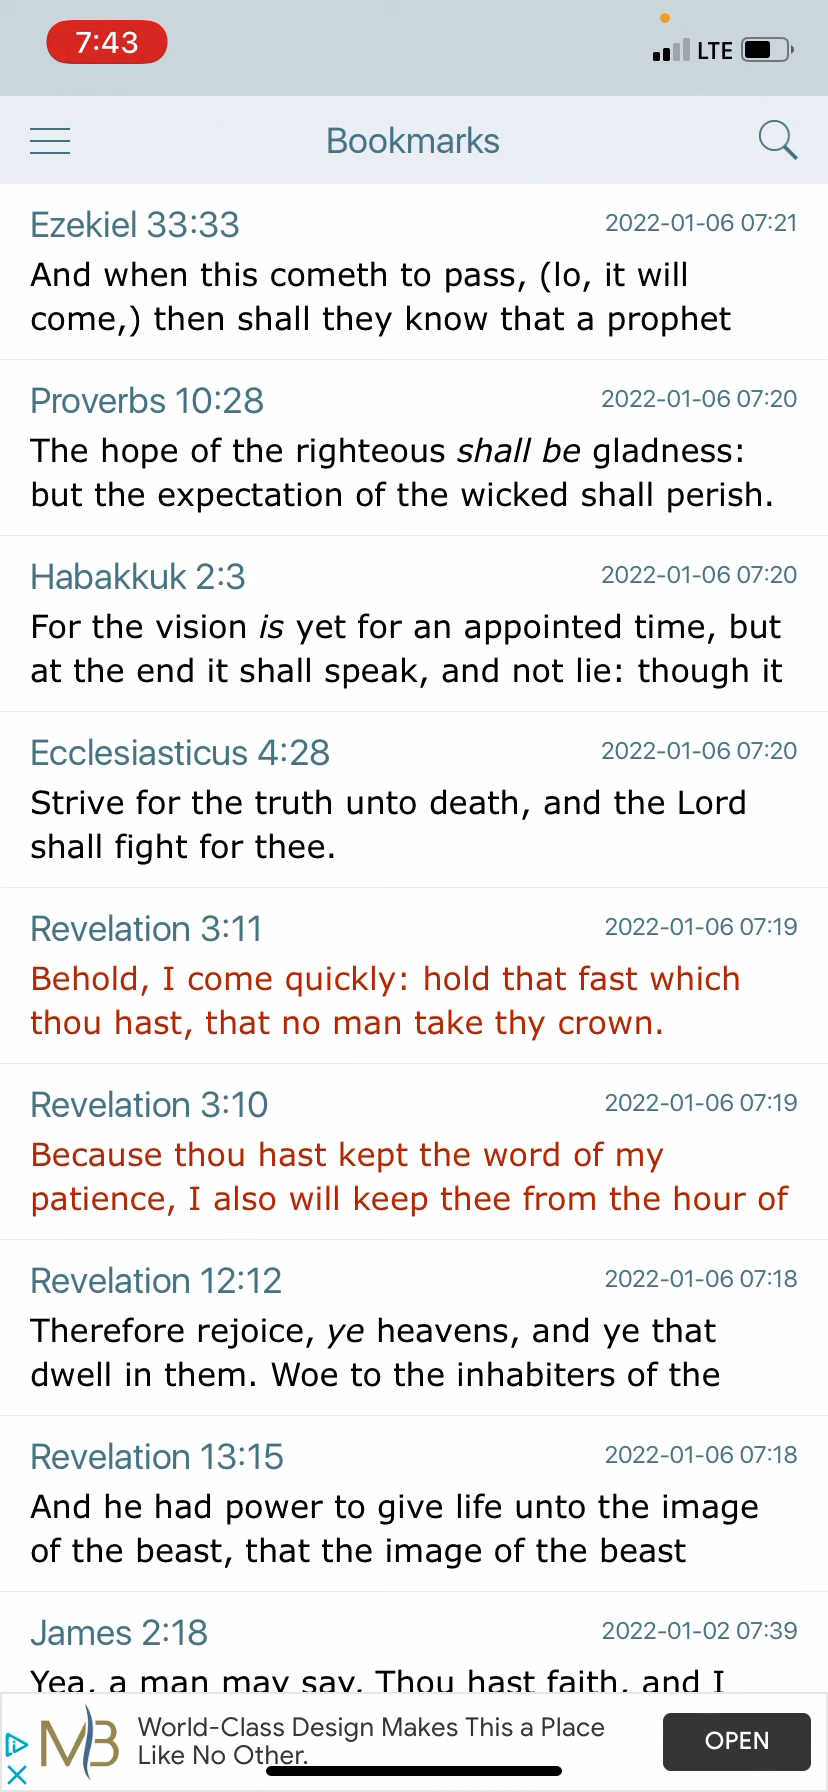 7:43 LTE
Bookmarks
Ezekiel 33:33 2022-01-06 07:21
And when this cometh to pass, (lo, it will
come,) then shall they know that a prophet
Proverbs 10:28 2022-01-06 07:20
The hope of the righteous shall be gladness:
but the expectation of the wicked shall perish.
Habakkuk 2:3 2022-01-06 07:20
For the vision is yet for an appointed time, but
at the end it shall speak, and not lie: though it
Ecclesiasticus 4:28 2022-01-06 07:20
Strive for the truth unto death, and the Lord
shall fight for thee.
Revelation 3:11 2022-01-06 07:19
Behold, I come quickly: hold that fast which
thou hast, that no man take thy crown.
Revelation 3:10 2022-01-06 07:19
Because thou hast kept the word of my
patience, I also will keep thee from the hour of
Revelation 12:12 2022-01-06 07:18
Therefore rejoice, ye heavens, and ye that
dwell in them. Woe to the inhabiters of the
Revelation 13:15 2022-01-06 07:18
And he had power to give life unto the image
of the beast, that the image of the beast
James 2:18 2022-01-02 07:39
Yea, a man may say, Thou hast faith, and I
MB World-Class Design Makes This a Place
Like No Other.
OPEN